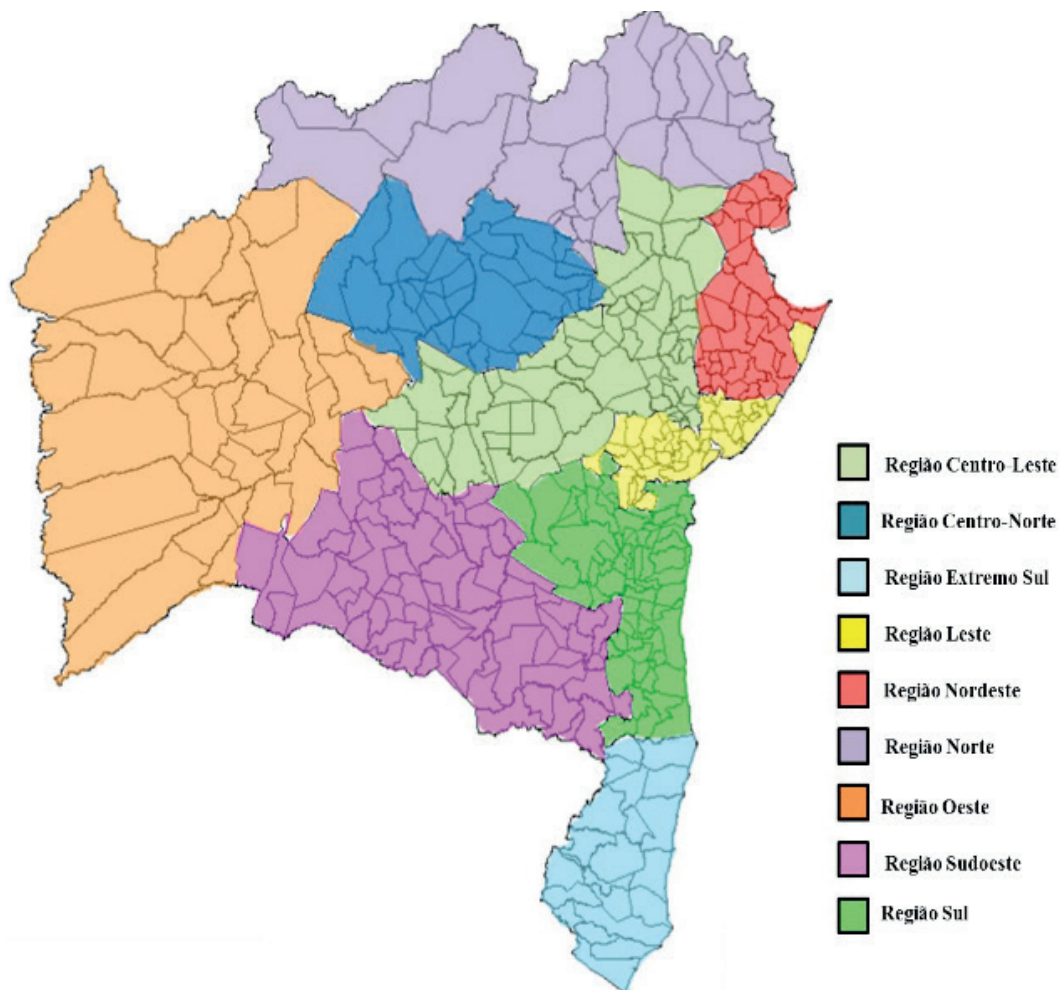 Região Centro-Leste
Região Centro-Norte
Região Extremo Sul
Região Leste
Região Nordeste
Região Norte
Região Oeste
Região Sudoeste
Região Sul